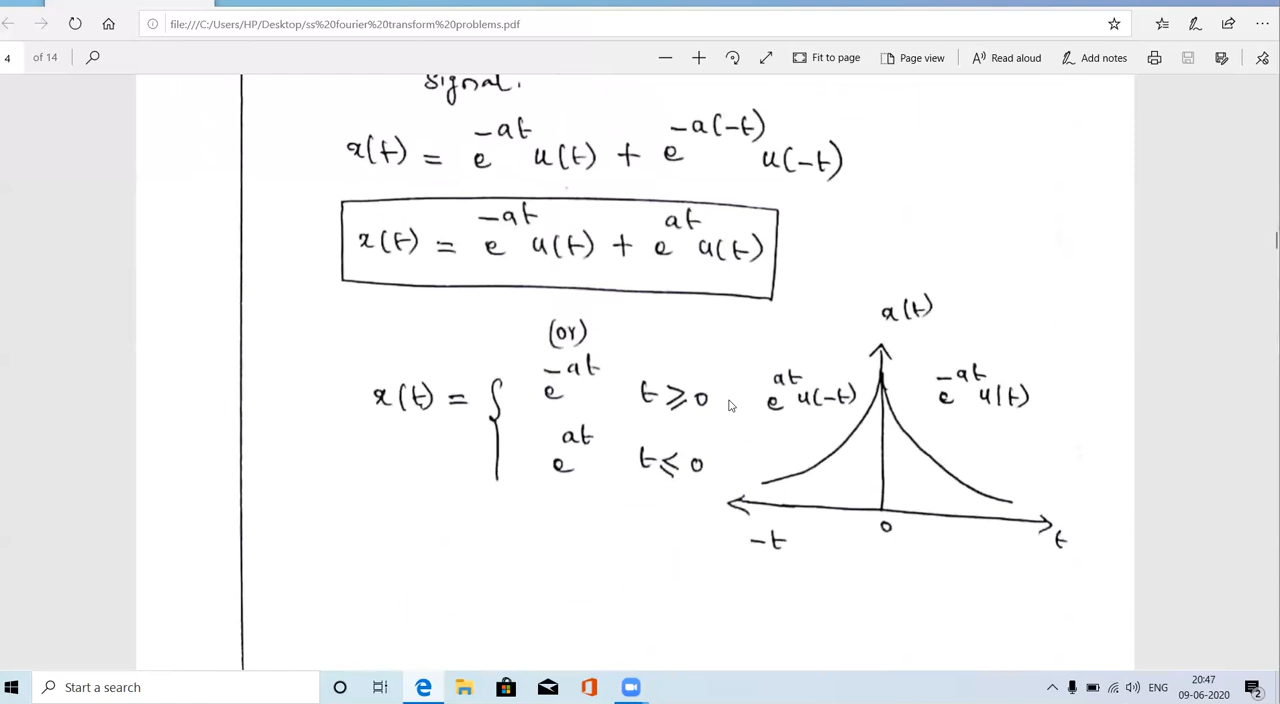 file:///C:/Users/HP/Desktop/ss%20fourier%20transform%20problems.pdf
4 of 14 Fit to page Page view Read aloud Add notes
signal.
x(t) = e^{-at} u(t) + e^{-a(-t)} u(-t)
x(t) = e^{-at} u(t) + e^{at} u(t)
(or)
x(t) = { e^{-at} t ⩾ 0
e^{at} t ⩽ 0
x(t)
e^{at} u(-t) e^{-at} u(t)
-t 0 t
Start a search
ENG 20:47
09-06-2020 2